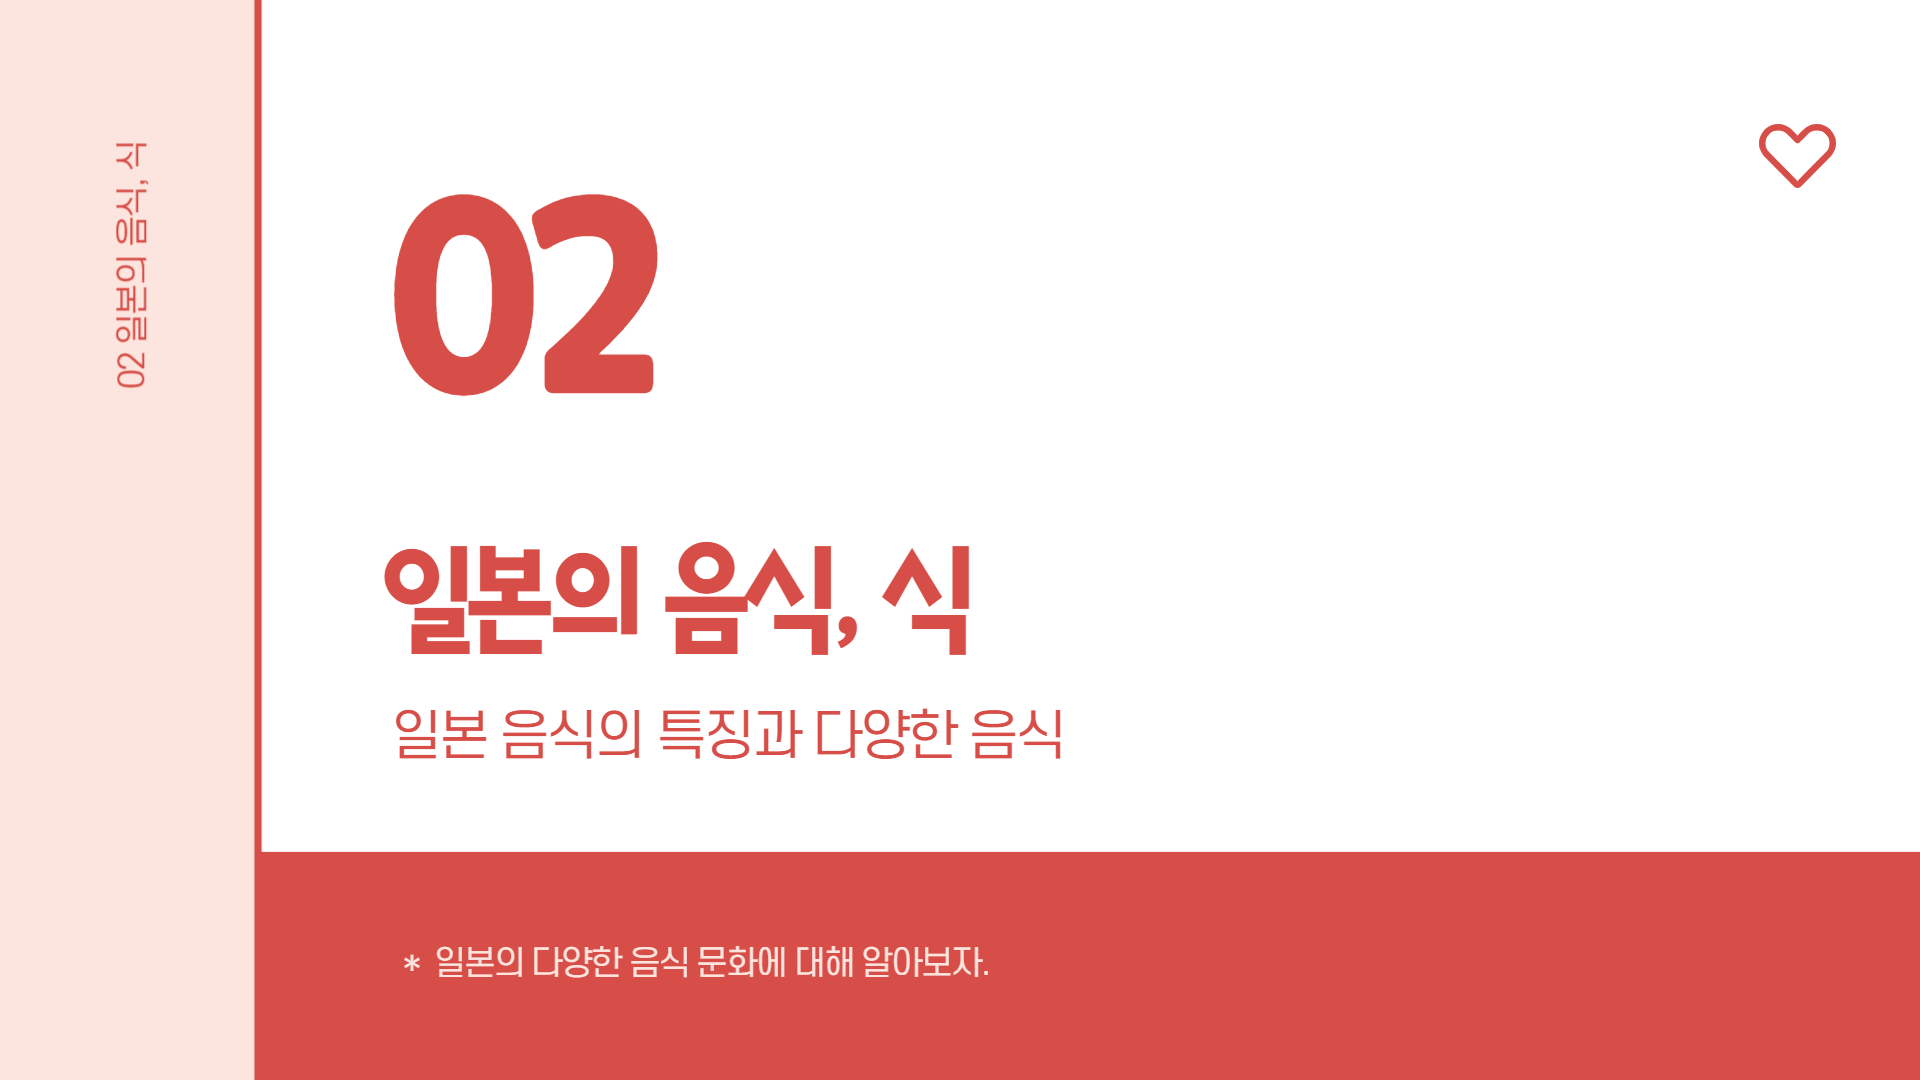 02 일본의 음식, 식
02
일본의 음식, 식
일본 음식의 특징과 다양한 음식
* 일본의 다양한 음식 문화에 대해 알아보자.